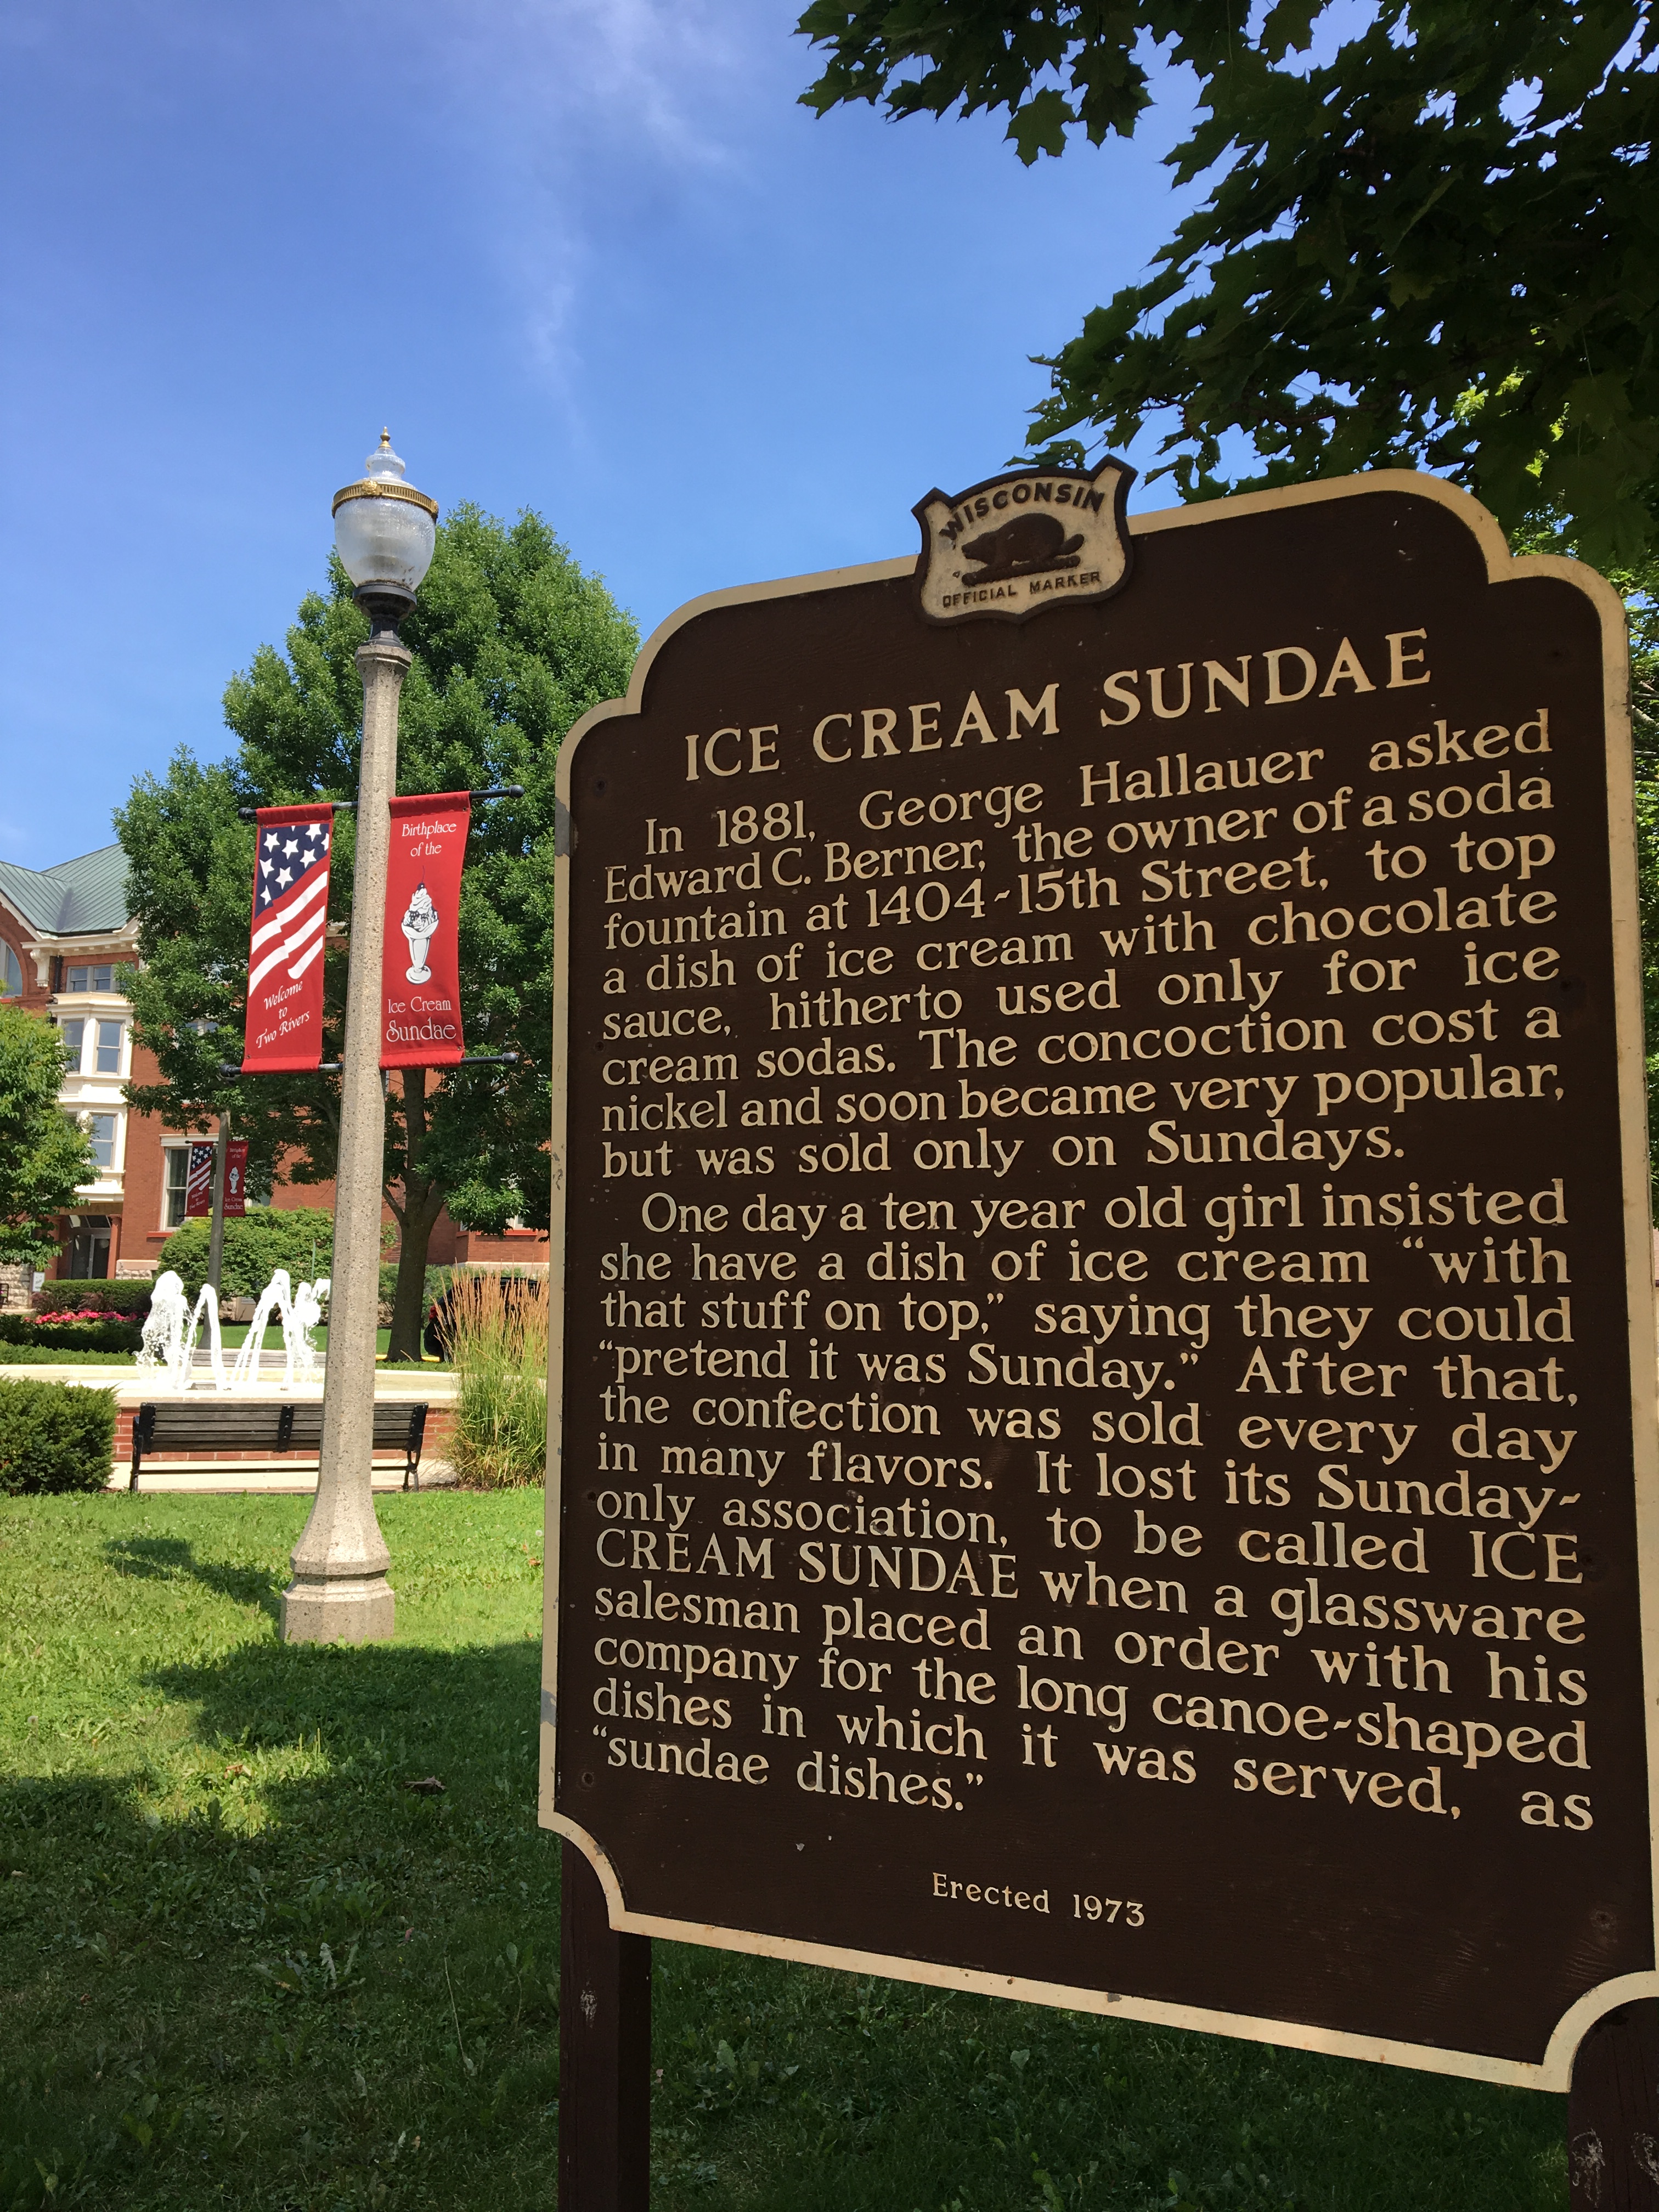 WISCONSIN
OFFICIAL MARKER
ICE CREAM SUNDAE
In 1881, George Hallauer asked
Edward C. Berner, the owner of a soda
fountain at 1404-15th Street, to top
a dish of ice cream with chocolate
sauce, hitherto used only for ice
cream sodas. The concoction cost a
nickel and soon became very popular,
but was sold only on Sundays.
One day a ten year old girl insisted
she have a dish of ice cream “with
that stuff on top,” saying they could
“pretend it was Sunday.” After that,
the confection was sold every day
in many flavors. It lost its Sunday-
only association, to be called ICE
CREAM SUNDAE when a glassware
salesman placed an order with his
company for the long canoe-shaped
dishes in which it was served, as
“sundae dishes.”
Erected 1973
Welcome
to
Two Rivers
Birthplace
of the
Ice Cream
Sundae
Birthplace
of the
Ice Cream
Sundae